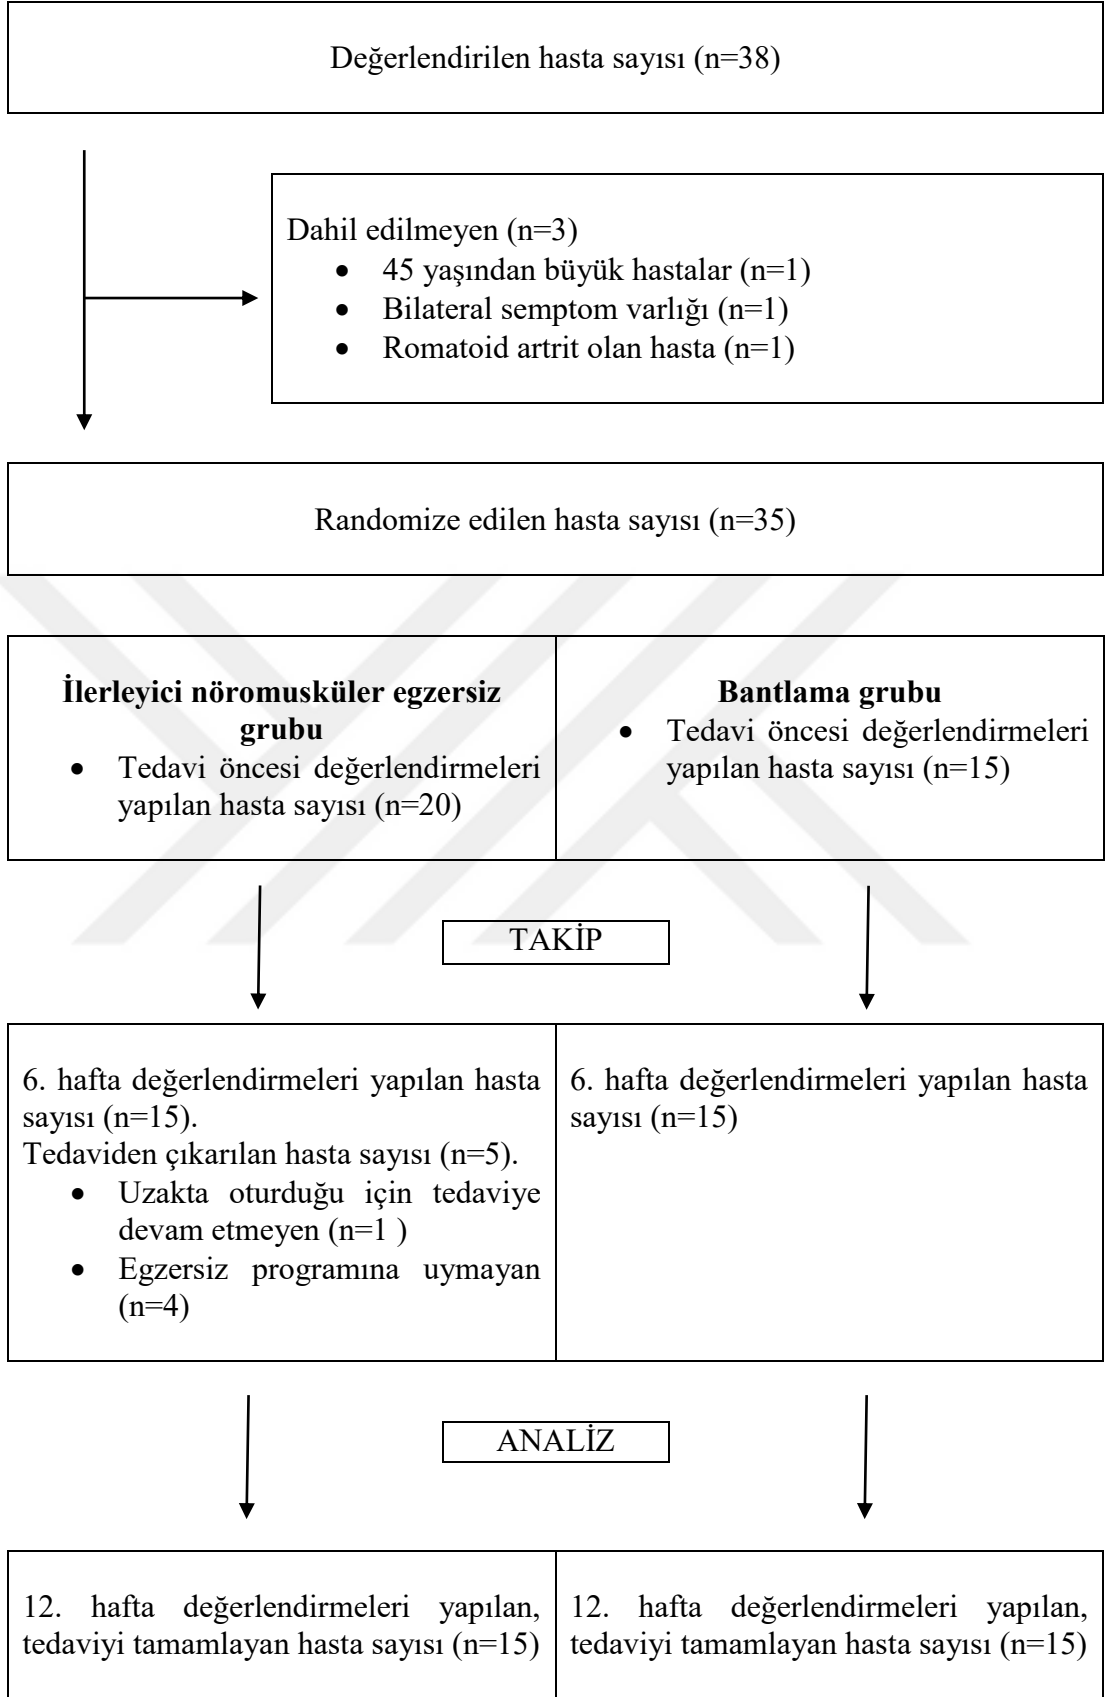 Değerlendirilen hasta sayısı (n=38)
Dahil edilmeyen (n=3)
• 45 yaşından büyük hastalar (n=1)
• Bilateral semptom varlığı (n=1)
• Romatoid artrit olan hasta (n=1)
Randomize edilen hasta sayısı (n=35)
İlerleyici nöromusküler egzersiz
grubu
• Tedavi öncesi değerlendirmeleri
yapılan hasta sayısı (n=20)
Bantlama grubu
• Tedavi öncesi değerlendirmeleri
yapılan hasta sayısı (n=15)
TAKİP
6. hafta değerlendirmeleri yapılan hasta
sayısı (n=15).
Tedaviden çıkarılan hasta sayısı (n=5).
• Uzakta oturduğu için tedaviye
devam etmeyen (n=1 )
• Egzersiz programına uymayan
(n=4)
6. hafta değerlendirmeleri yapılan hasta
sayısı (n=15)
ANALİZ
12. hafta değerlendirmeleri yapılan,
tedaviyi tamamlayan hasta sayısı (n=15)
12. hafta değerlendirmeleri yapılan,
tedaviyi tamamlayan hasta sayısı (n=15)